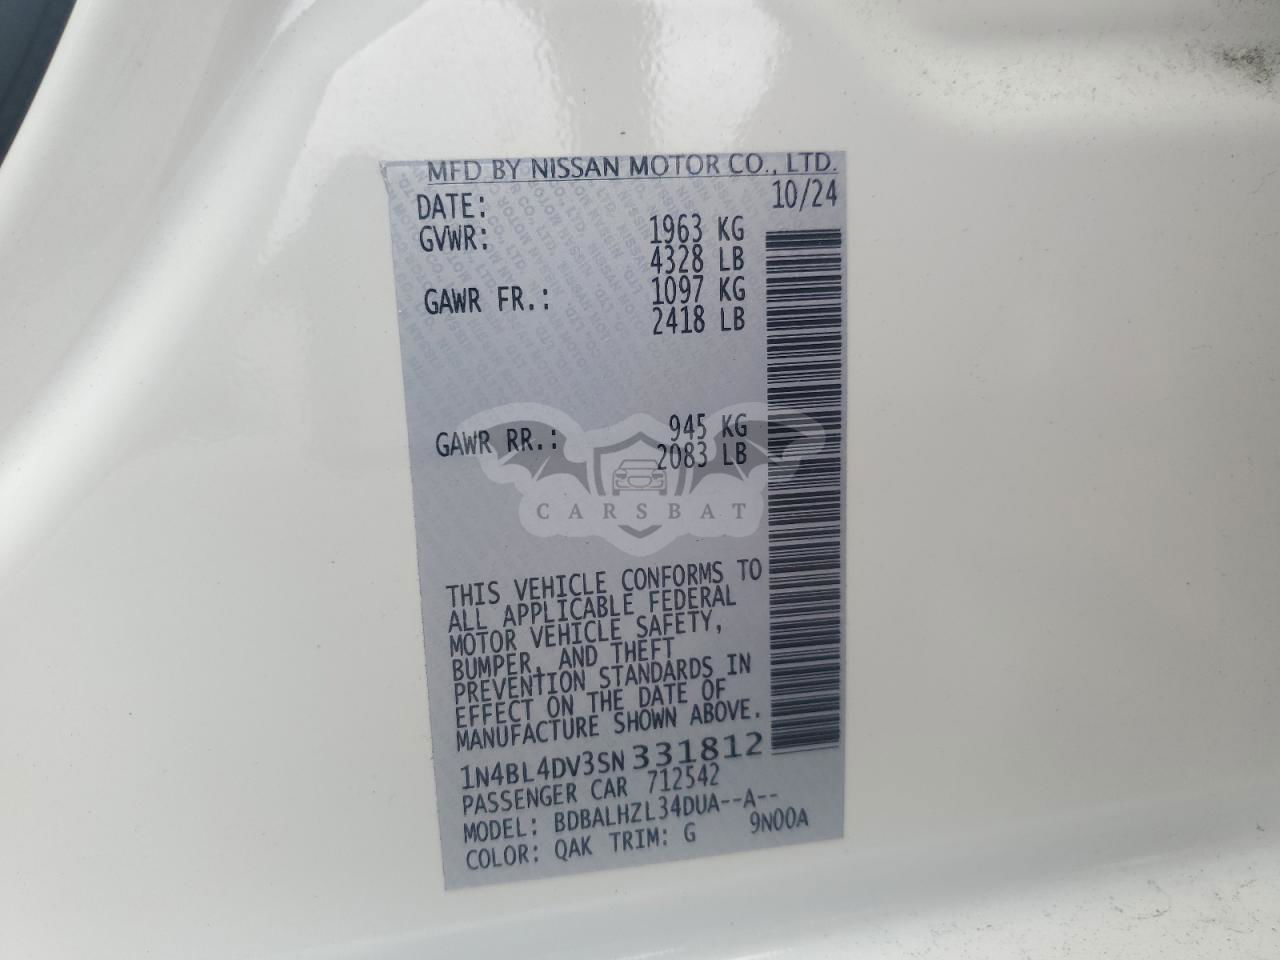 MFD BY NISSAN MOTOR CO., LTD.
DATE: 10/24
GVWR: 1963 KG
4328 LB
GAWR FR.: 1097 KG
2418 LB
GAWR RR.: 945 KG
2083 LB
CARSBAT
THIS VEHICLE CONFORMS TO
ALL APPLICABLE FEDERAL
MOTOR VEHICLE SAFETY,
BUMPER, AND THEFT
PREVENTION STANDARDS IN
EFFECT ON THE DATE OF
MANUFACTURE SHOWN ABOVE.
1N4BL4DV3SN331812
PASSENGER CAR 712542
MODEL: BDBALHZL34DUA--A--
COLOR: QAK TRIM: G 9N00A